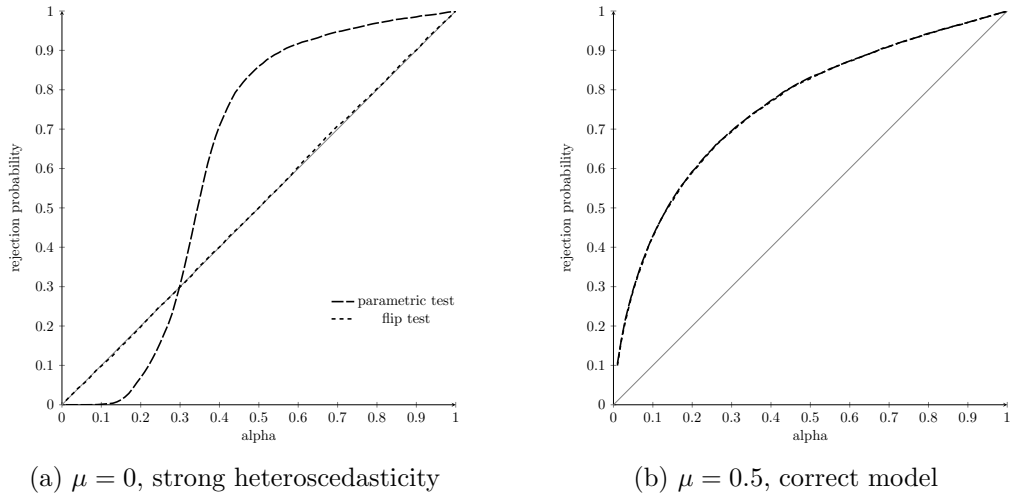 1
0.9
0.8
0.7
0.6
0.5
0.4
0.3
0.2
0.1
0
rejection probability
0 0.1 0.2 0.3 0.4 0.5 0.6 0.7 0.8 0.9 1
alpha
parametric test
flip test
(a) μ = 0, strong heteroscedasticity
1
0.9
0.8
0.7
0.6
0.5
0.4
0.3
0.2
0.1
0
rejection probability
0 0.1 0.2 0.3 0.4 0.5 0.6 0.7 0.8 0.9 1
alpha
(b) μ = 0.5, correct model